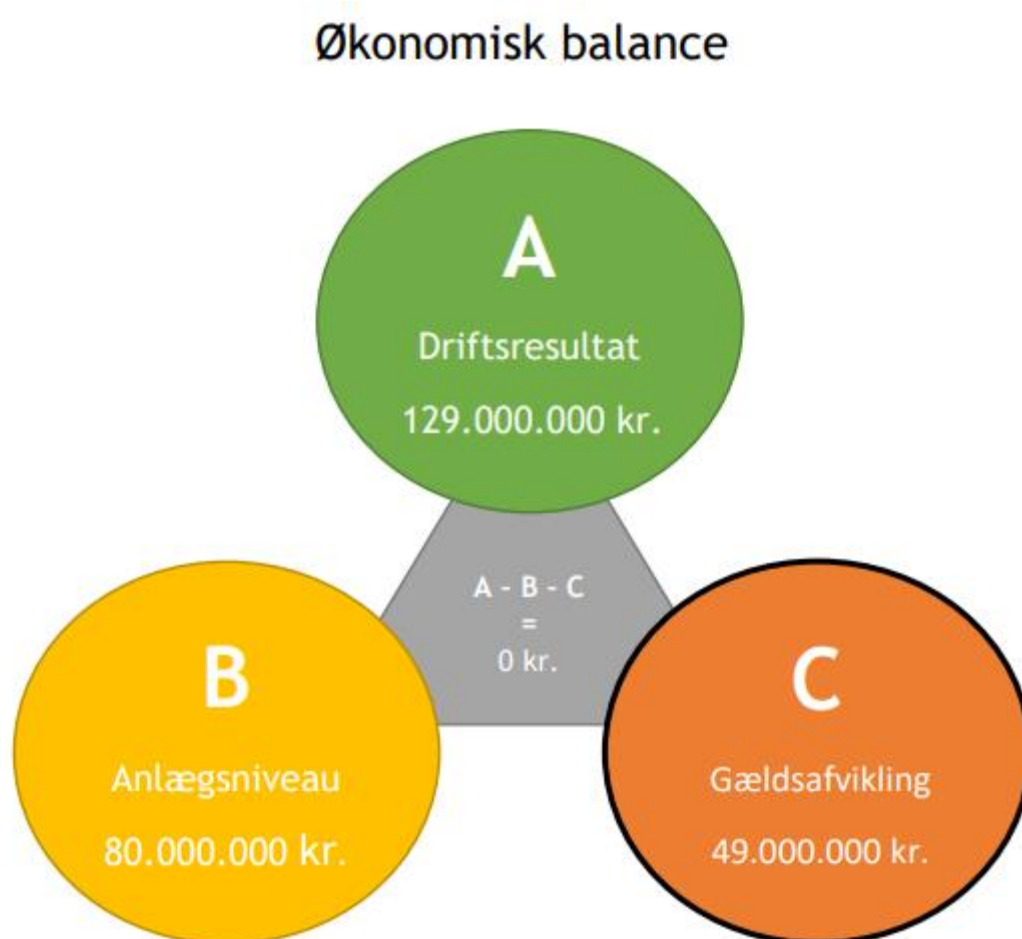 Økonomisk balance
A
Driftsresultat
129.000.000 kr.
A - B - C
=
0 kr.
B
Anlægsniveau
80.000.000 kr.
C
Gældsafvikling
49.000.000 kr.